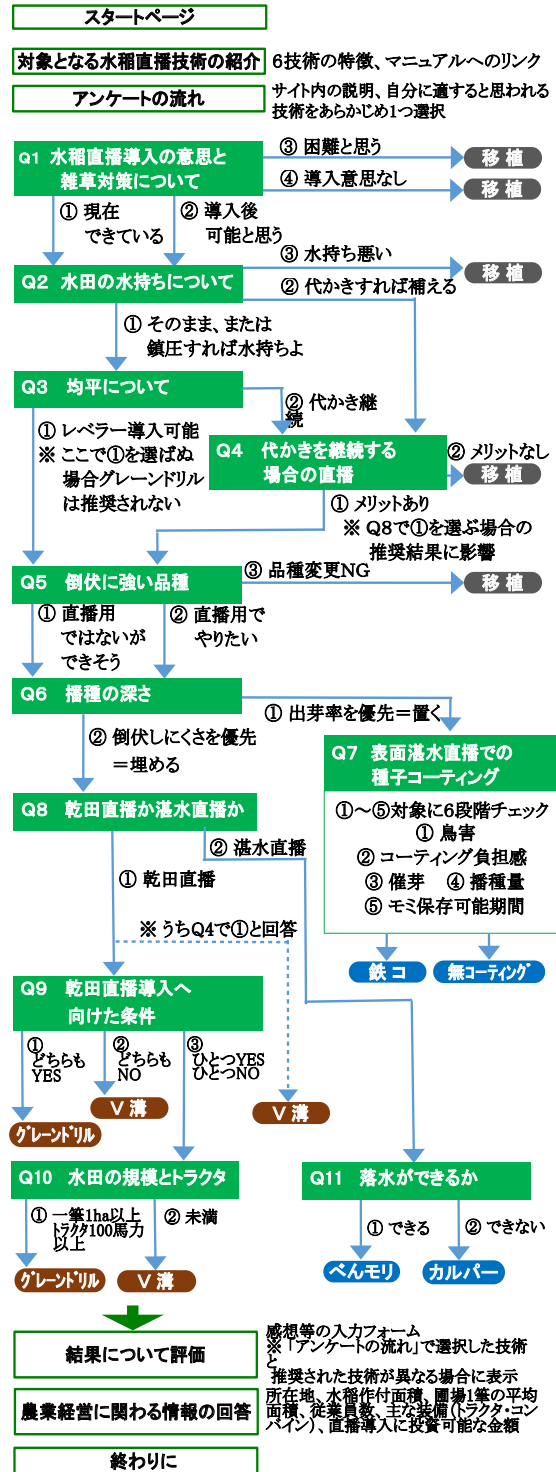 スタートページ
対象となる水稲直播技術の紹介
6技術の特徴、マニュアルへのリンク
アンケートの流れ
サイト内の説明、自分に適すると思われる
技術をあらかじめ1つ選択
Q1 水稲直播導入の意思と
雑草対策について
③ 困難と思う
移 植
④ 導入意思なし
移 植
① 現在
できている
② 導入後
可能と思う
Q2 水田の水持ちについて
③ 水持ち悪い
移 植
② 代かきすれば補える
① そのまま、または
鎮圧すれば水持ちよ
Q3 均平について
② 代かき継
続
① レベラー導入可能
※ ここで①を選ばぬ
場合グレーンドリル
は推奨されない
Q4 代かきを継続する
場合の直播
② メリットなし
移 植
① メリットあり
※ Q8で①を選ぶ場合の
推奨結果に影響
Q5 倒伏に強い品種
③ 品種変更NG
移 植
① 直播用
ではないが
できそう
② 直播用で
やりたい
Q6 播種の深さ
① 出芽率を優先＝置く
② 倒伏しにくさを優先
＝埋める
Q7 表面湛水直播での
種子コーティング
①～⑤対象に6段階チェック
① 鳥害
② コーティング負担感
③ 催芽 ④ 播種量
⑤ モミ保存可能期間
鉄 コ
無コーティング
Q8 乾田直播か湛水直播か
② 湛水直播
① 乾田直播
※ うちQ4で①と回答
Q9 乾田直播導入へ
向けた条件
①
どちらも
YES
②
どちらも
NO
③
ひとつYES
ひとつNO
グレーンドリル
V 溝
V 溝
Q10 水田の規模とトラクタ
① 一筆1ha以上
トラクタ100馬力
以上
② 未満
グレーンドリル
V 溝
Q11 落水ができるか
① できる
② できない
べんモリ
カルパー
結果について評価
感想等の入力フォーム
※ 「アンケートの流れ」で選択した技術
と
推奨された技術が異なる場合に表示
農業経営に関わる情報の回答
所在地、水稲作付面積、圃場1筆の平均
面積、従業員数、主な装備（トラクタ・コン
バイン）、直播導入に投資可能な金額
終わりに